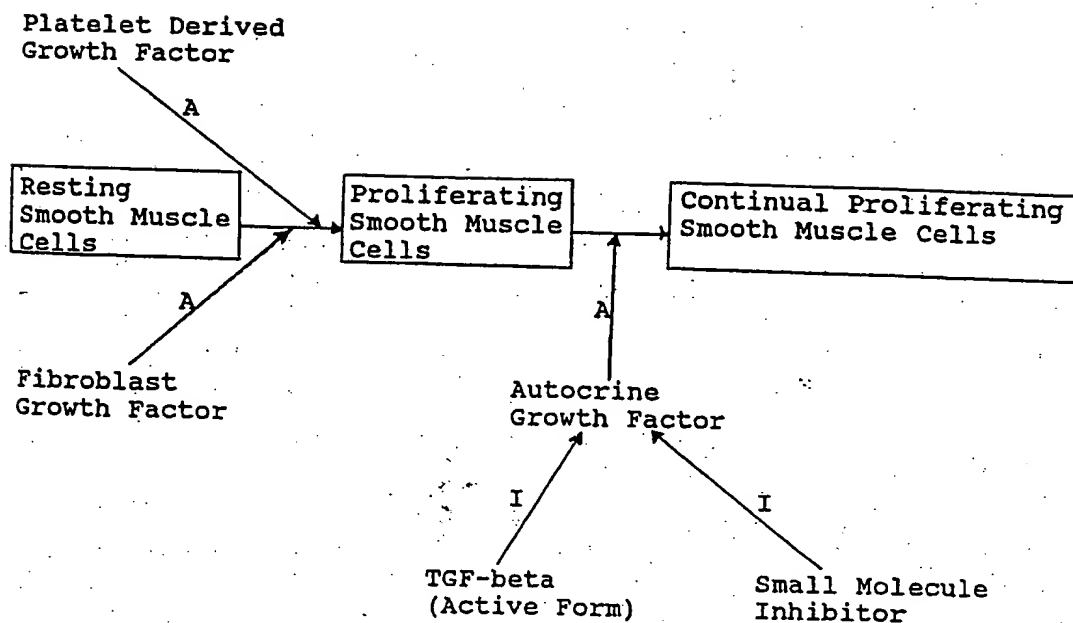 Platelet Derived
Growth Factor
A
Resting
Smooth Muscle
Cells
Proliferating
Smooth Muscle
Cells
Continual Proliferating
Smooth Muscle Cells
A
A
Fibroblast
Growth Factor
Autocrine
Growth Factor
I
I
TGF-beta
(Active Form)
Small Molecule
Inhibitor